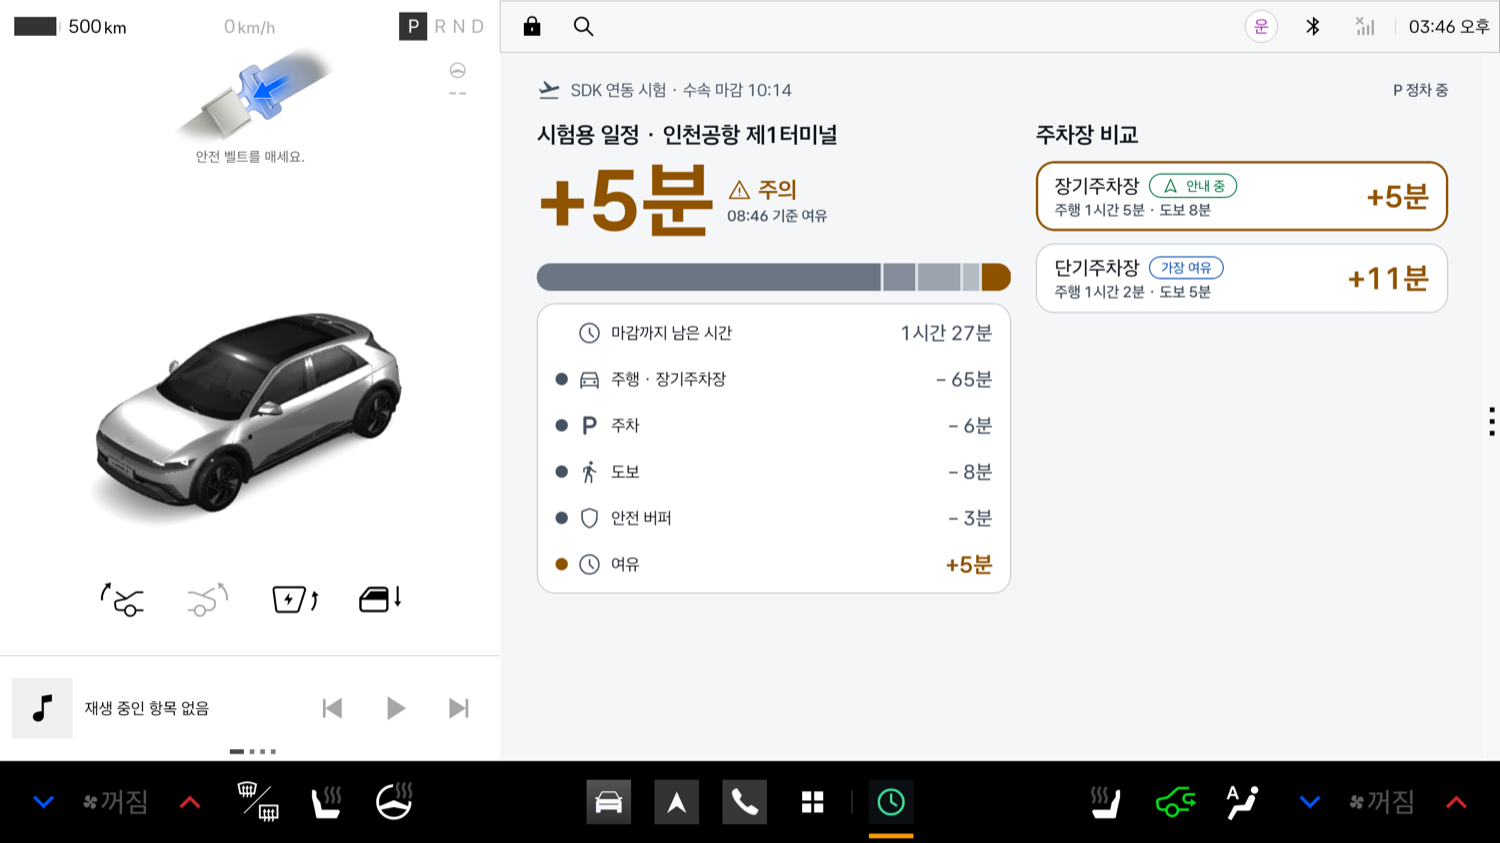 500 km
0 km/h
P R N D
--
안전 벨트를 매세요.
재생 중인 항목 없음
운
03:46 오후
SDK 연동 시험 · 수속 마감 10:14
P 정차 중
시험용 일정 · 인천공항 제1터미널
+5분
주의
08:46 기준 여유
마감까지 남은 시간 1시간 27분
주행 · 장기주차장 − 65분
P 주차 − 6분
도보 − 8분
안전 버퍼 − 3분
여유 +5분
주차장 비교
장기주차장 안내 중 +5분
주행 1시간 5분 · 도보 8분
단기주차장 가장 여유 +11분
주행 1시간 2분 · 도보 5분
꺼짐
A
꺼짐